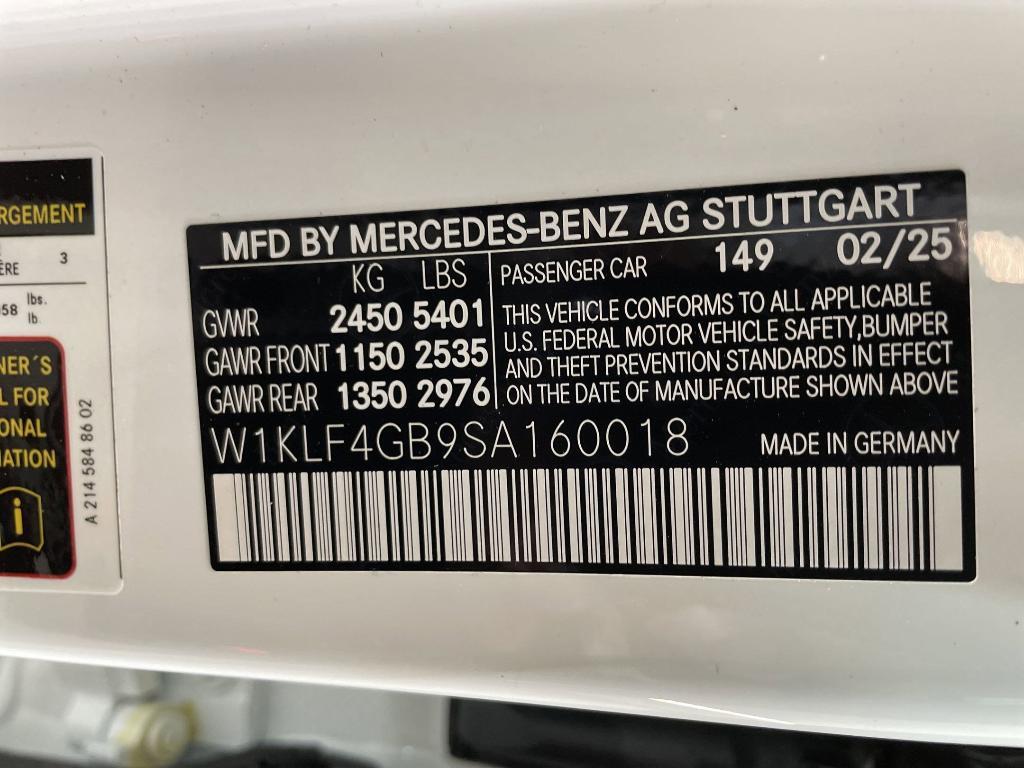 RGEMENT
ÈRE 3
58 lbs.
lb
NER´S
L FOR
ONAL
MATION
i
A 214 584 86 02
MFD BY MERCEDES-BENZ AG STUTTGART
KG LBS
GVWR 2450 5401
GAWR FRONT 1150 2535
GAWR REAR 1350 2976
PASSENGER CAR 149 02/25
THIS VEHICLE CONFORMS TO ALL APPLICABLE
U.S. FEDERAL MOTOR VEHICLE SAFETY,BUMPER
AND THEFT PREVENTION STANDARDS IN EFFECT
ON THE DATE OF MANUFACTURE SHOWN ABOVE
W1KLF4GB9SA160018 MADE IN GERMANY